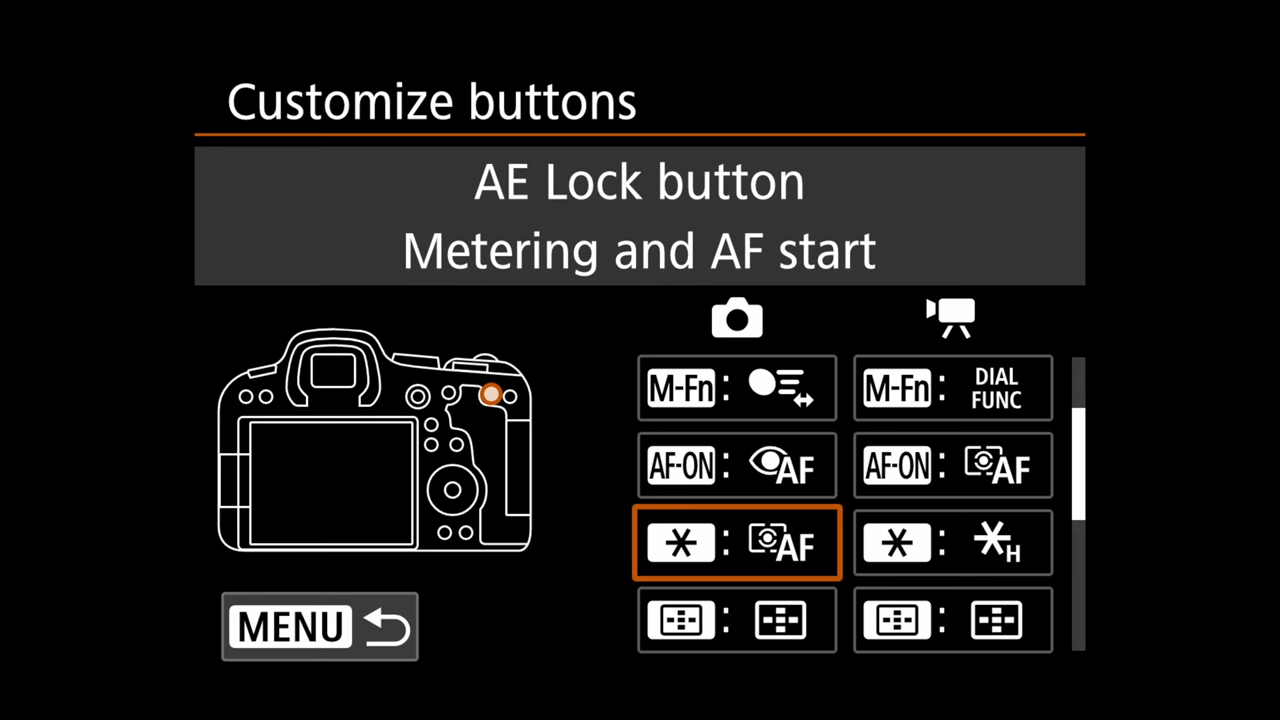 Customize buttons
AE Lock button
Metering and AF start
M-Fn : M-Fn : DIAL FUNC
AF-ON : AF AF-ON : AF
* : AF * : *H
: :
MENU